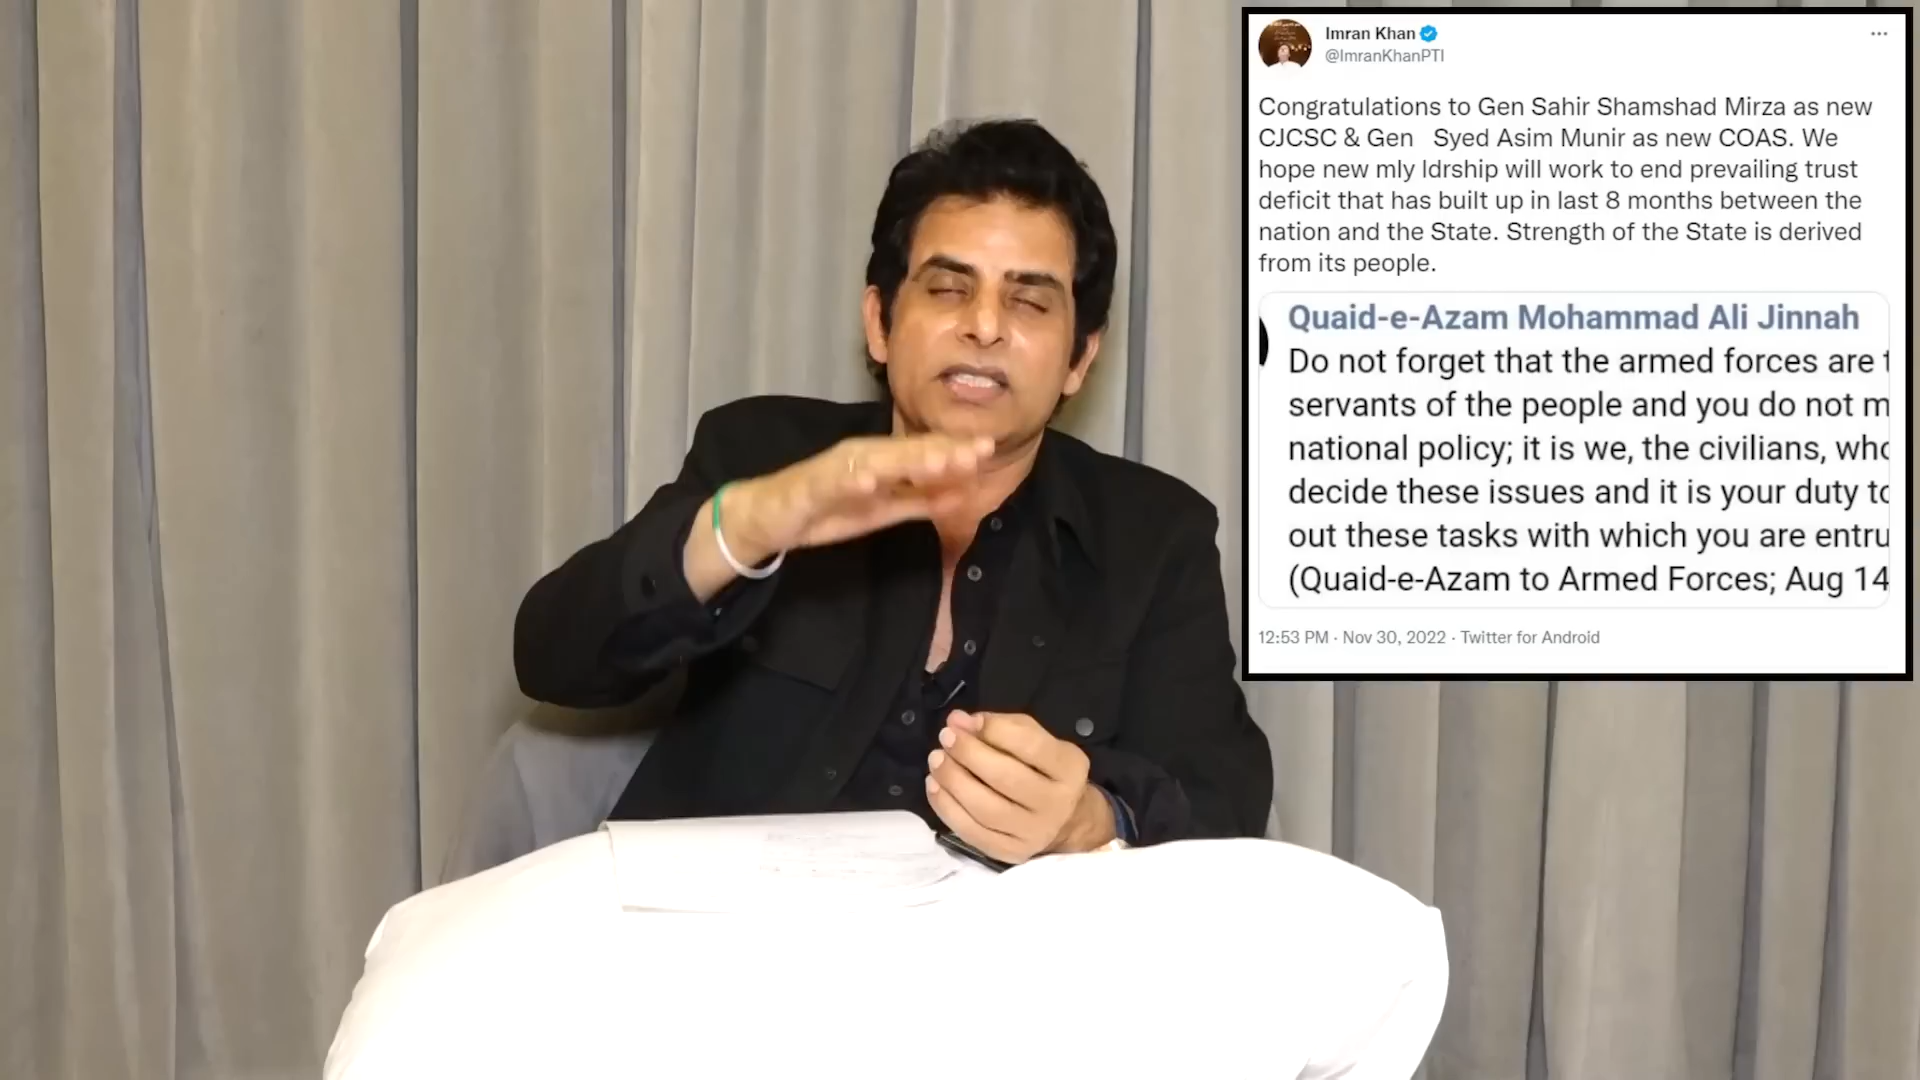 Imran Khan
@ImranKhanPTI
Congratulations to Gen Sahir Shamshad Mirza as new
CJCSC & Gen Syed Asim Munir as new COAS. We
hope new mly ldrship will work to end prevailing trust
deficit that has built up in last 8 months between the
nation and the State. Strength of the State is derived
from its people.
Quaid-e-Azam Mohammad Ali Jinnah
Do not forget that the armed forces are t
servants of the people and you do not m
national policy; it is we, the civilians, who
decide these issues and it is your duty to
out these tasks with which you are entru
(Quaid-e-Azam to Armed Forces; Aug 14
12:53 PM · Nov 30, 2022 · Twitter for Android